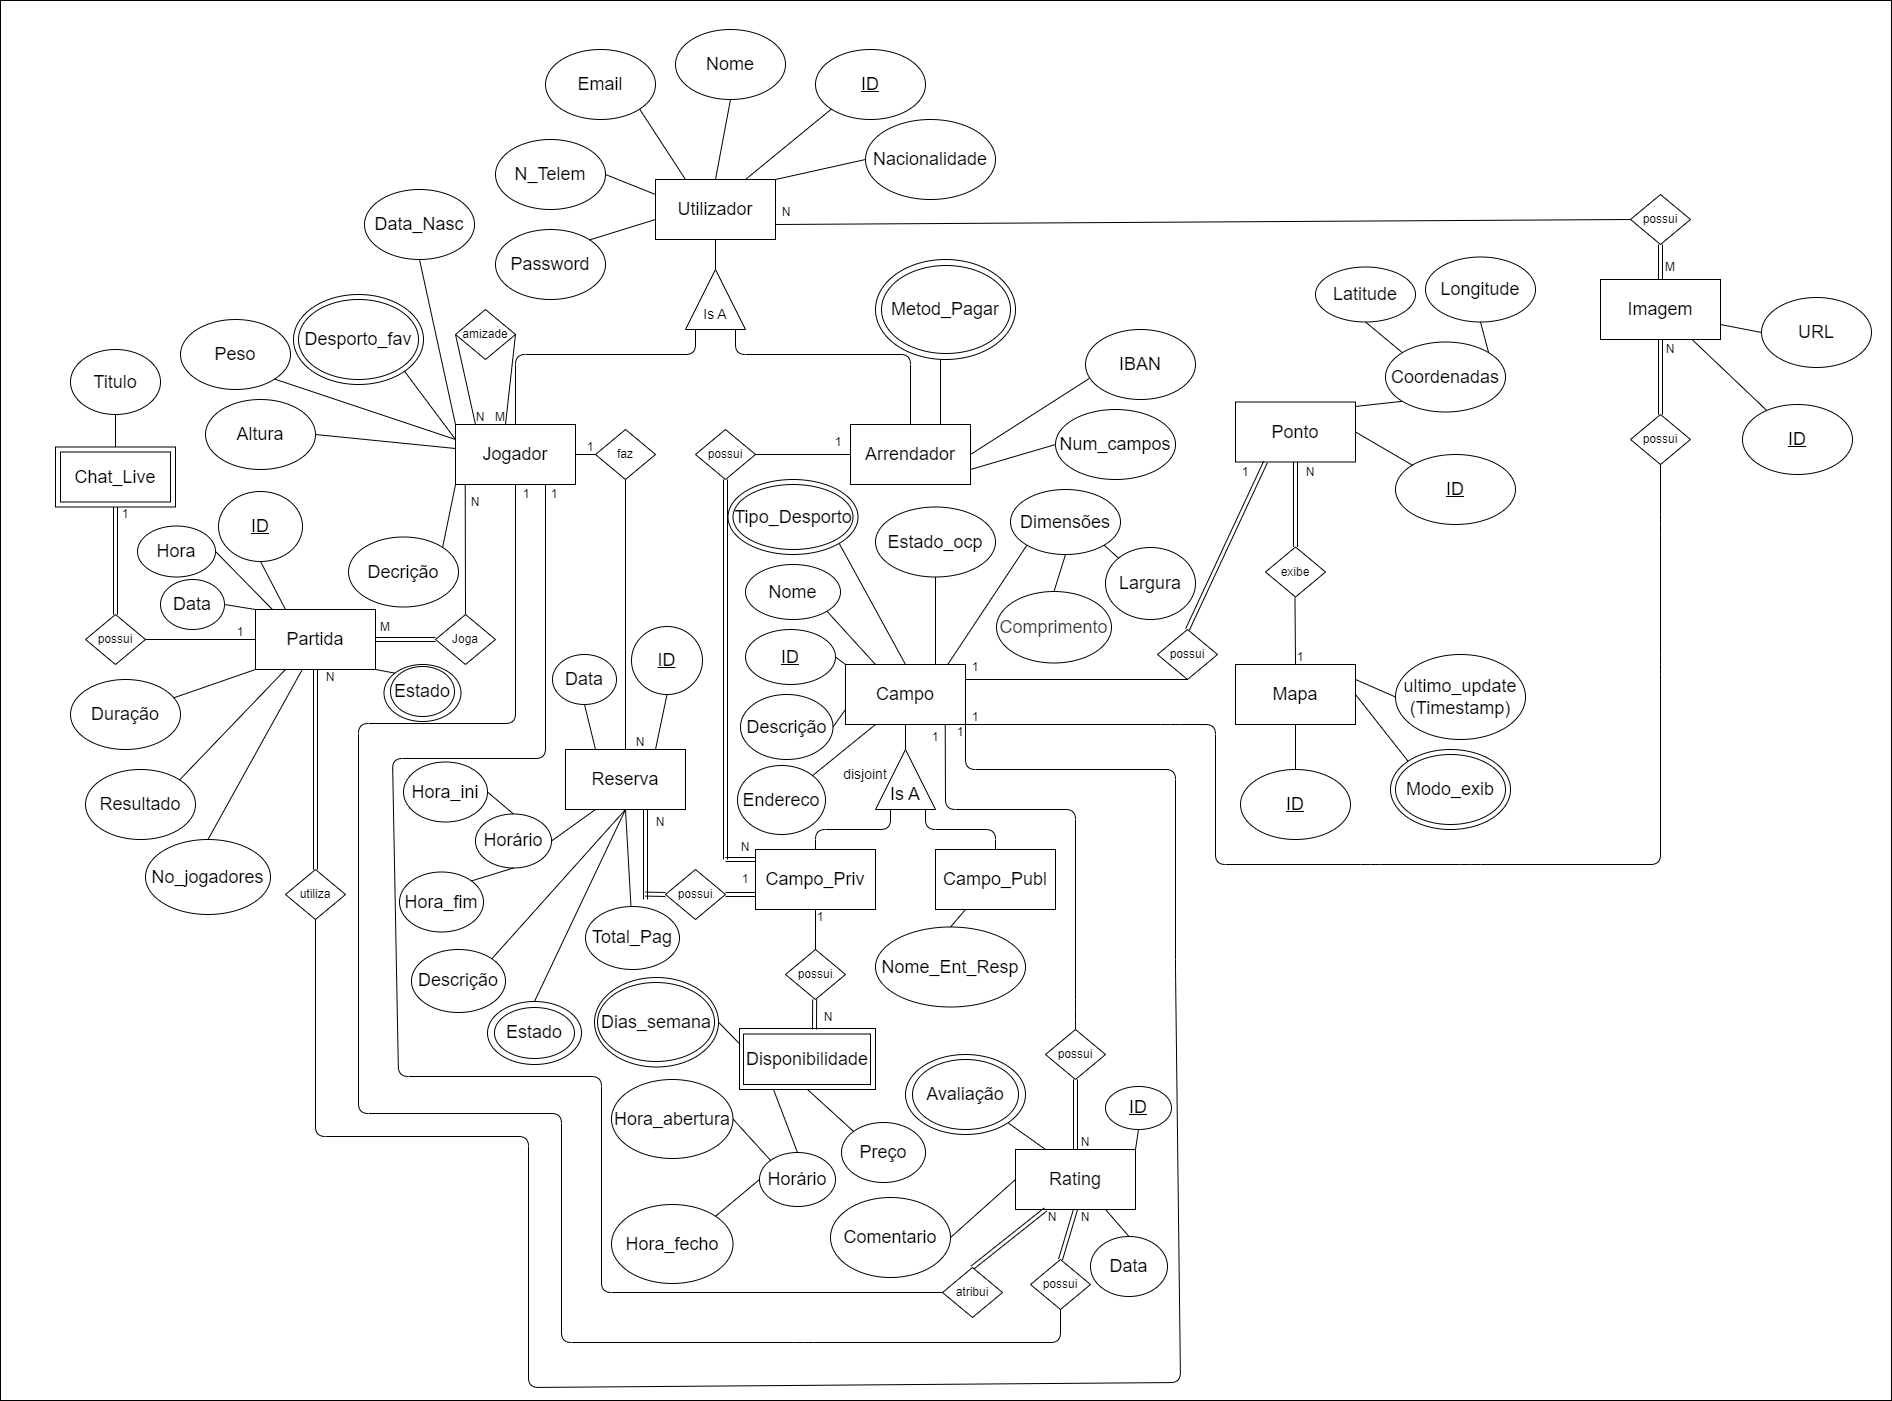 Nome
Email
ID
Nacionalidade
N_Telem
Utilizador
N
possui
Data_Nasc
Password
M
Latitude
Longitude
Imagem
URL
Is A
Metod_Pagar
amizade
Desporto_fav
Peso
N
IBAN
Coordenadas
Titulo
N M
Altura
Ponto
ID
possui
Num_campos
1
1
Jogador
faz
possui
Arrendador
Chat_Live
1
N
ID
N
1
1
1
Tipo_Desporto
Dimensões
ID
Hora
Estado_ocp
Decrição
exibe
Largura
Data
Nome
M
Comprimento
1
possui
Partida
Joga
possui
1
ID
ID
1
N
Estado
Data
Campo
Mapa
ultimo_update
(Timestamp)
Duração
Descrição
1
1
1
N
disjoint
Reserva
Hora_ini
Is A
Modo_exib
Endereco
ID
Resultado
N
Horário
N
No_jogadores
1
Campo_Priv
Campo_Publ
utiliza
possui
Hora_fim
1
Total_Pag
Nome_Ent_Resp
Descrição
possui
N
Dias_semana
Estado
Disponibilidade
possui
Avaliação
ID
Hora_abertura
N
Preço
Horário
Rating
N
N
Comentario
Hora_fecho
Data
atribui
possui